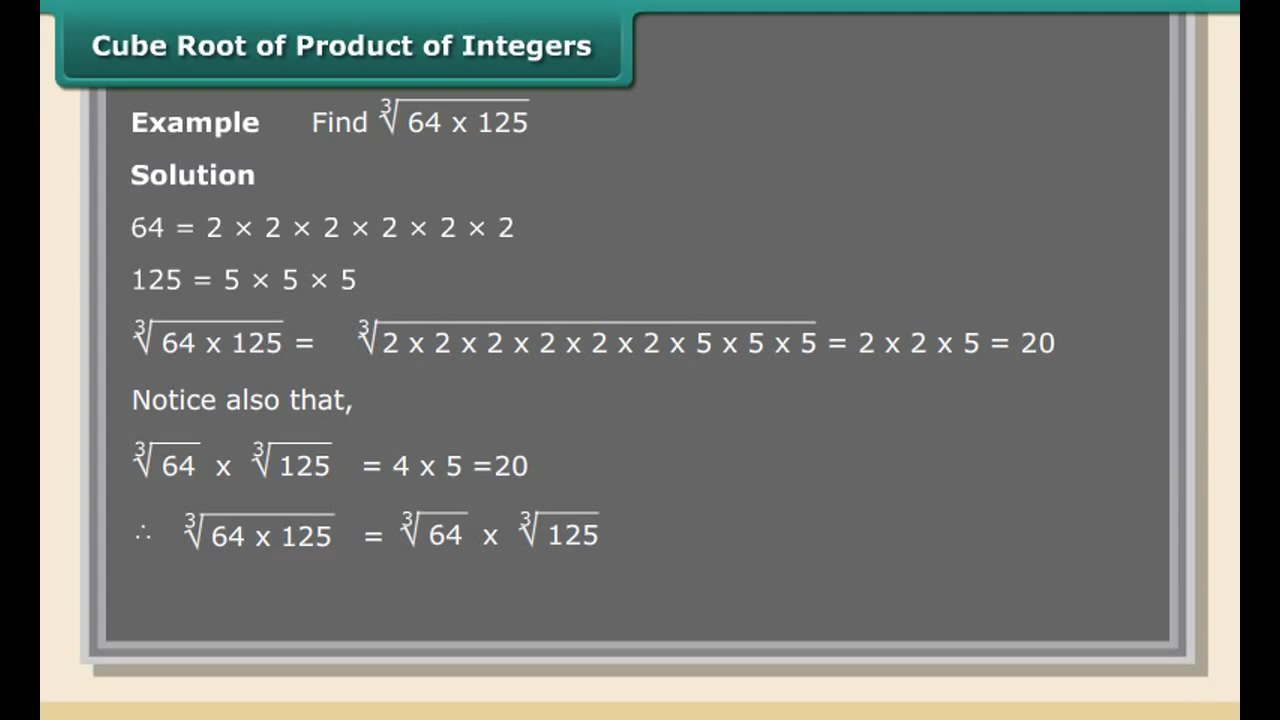 Cube Root of Product of Integers
Example Find ∛64 x 125
Solution
64 = 2 × 2 × 2 × 2 × 2 × 2
125 = 5 × 5 × 5
∛64 x 125 = ∛2 x 2 x 2 x 2 x 2 x 2 x 5 x 5 x 5 = 2 x 2 x 5 = 20
Notice also that,
∛64 x ∛125 = 4 x 5 =20
∴ ∛64 x 125 = ∛64 x ∛125